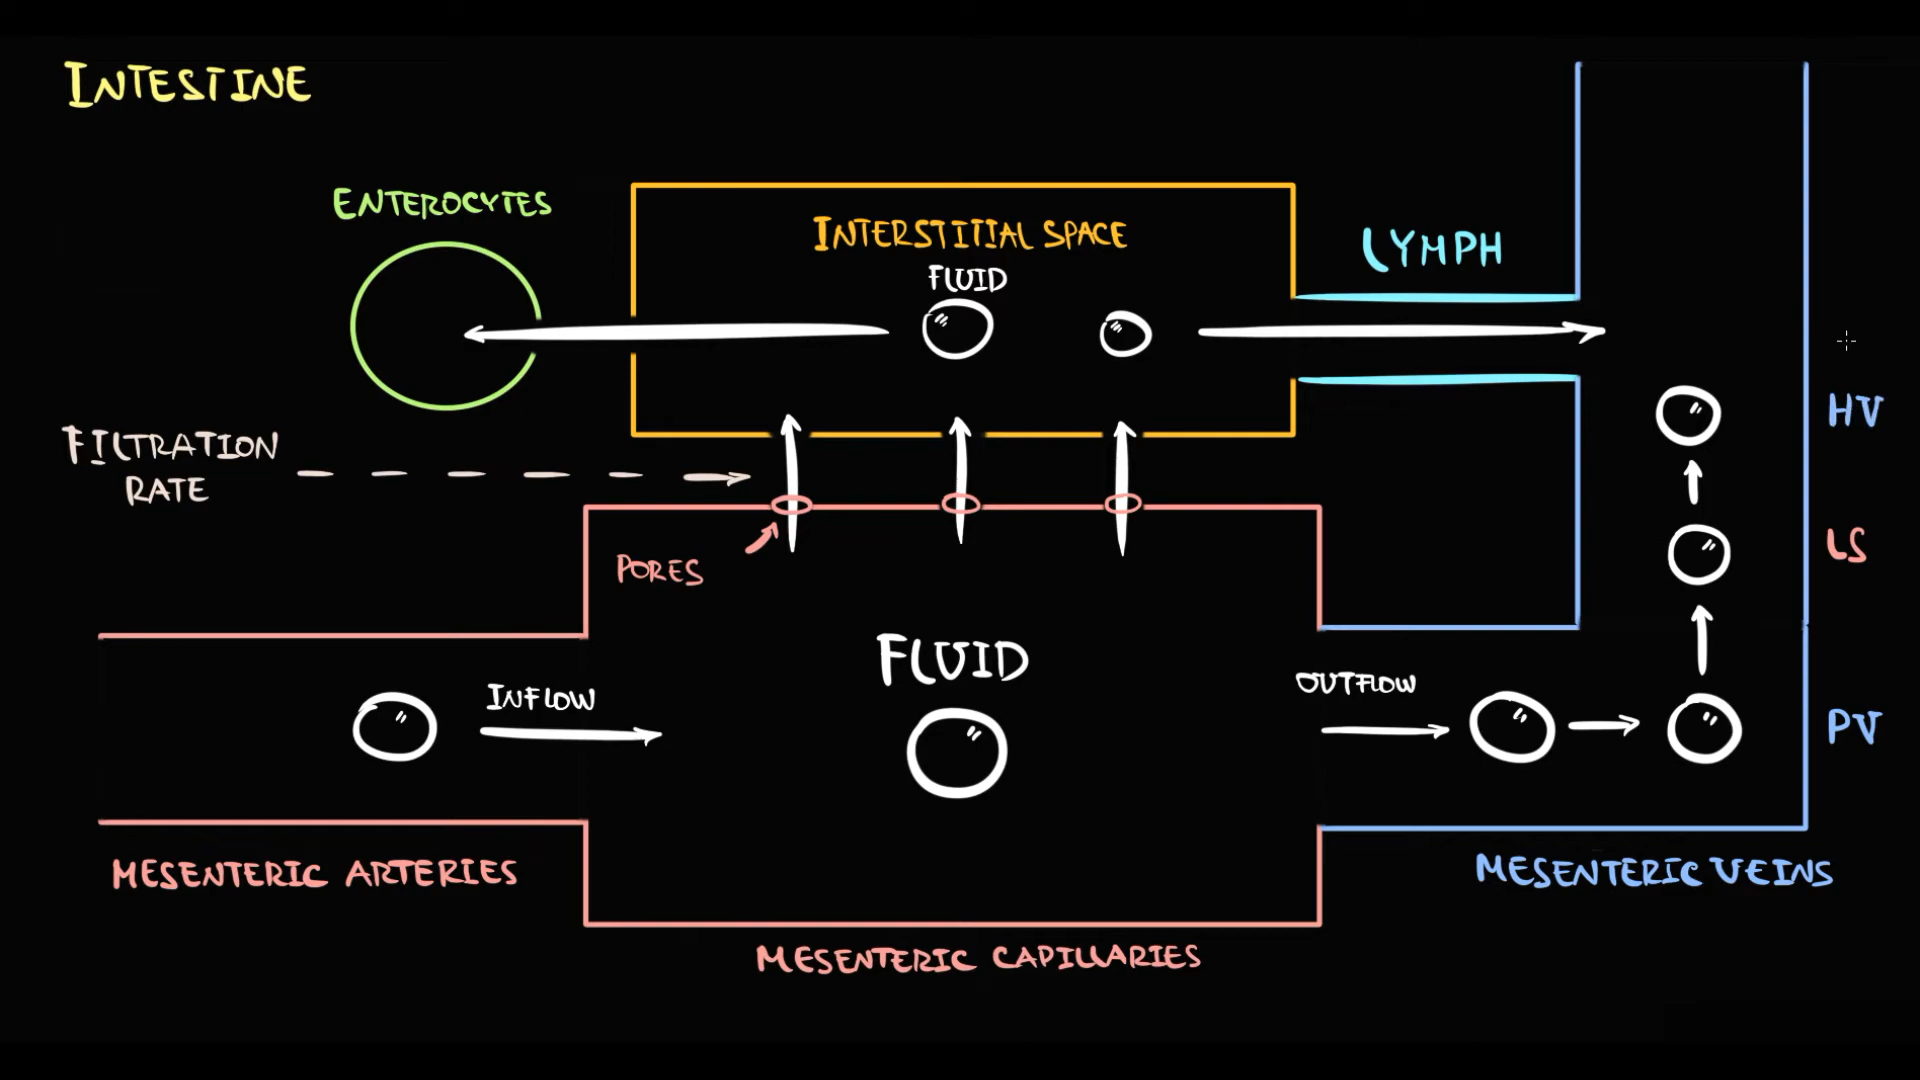 INTESTINE
ENTEROCYTES
INTERSTITIAL SPACE
FLUID
LYMPH
HV
FILTRATION
RATE
LS
PORES
FLUID
INFLOW
OUTFLOW
PV
MESENTERIC ARTERIES
MESENTERIC VEINS
MESENTERIC CAPILLARIES